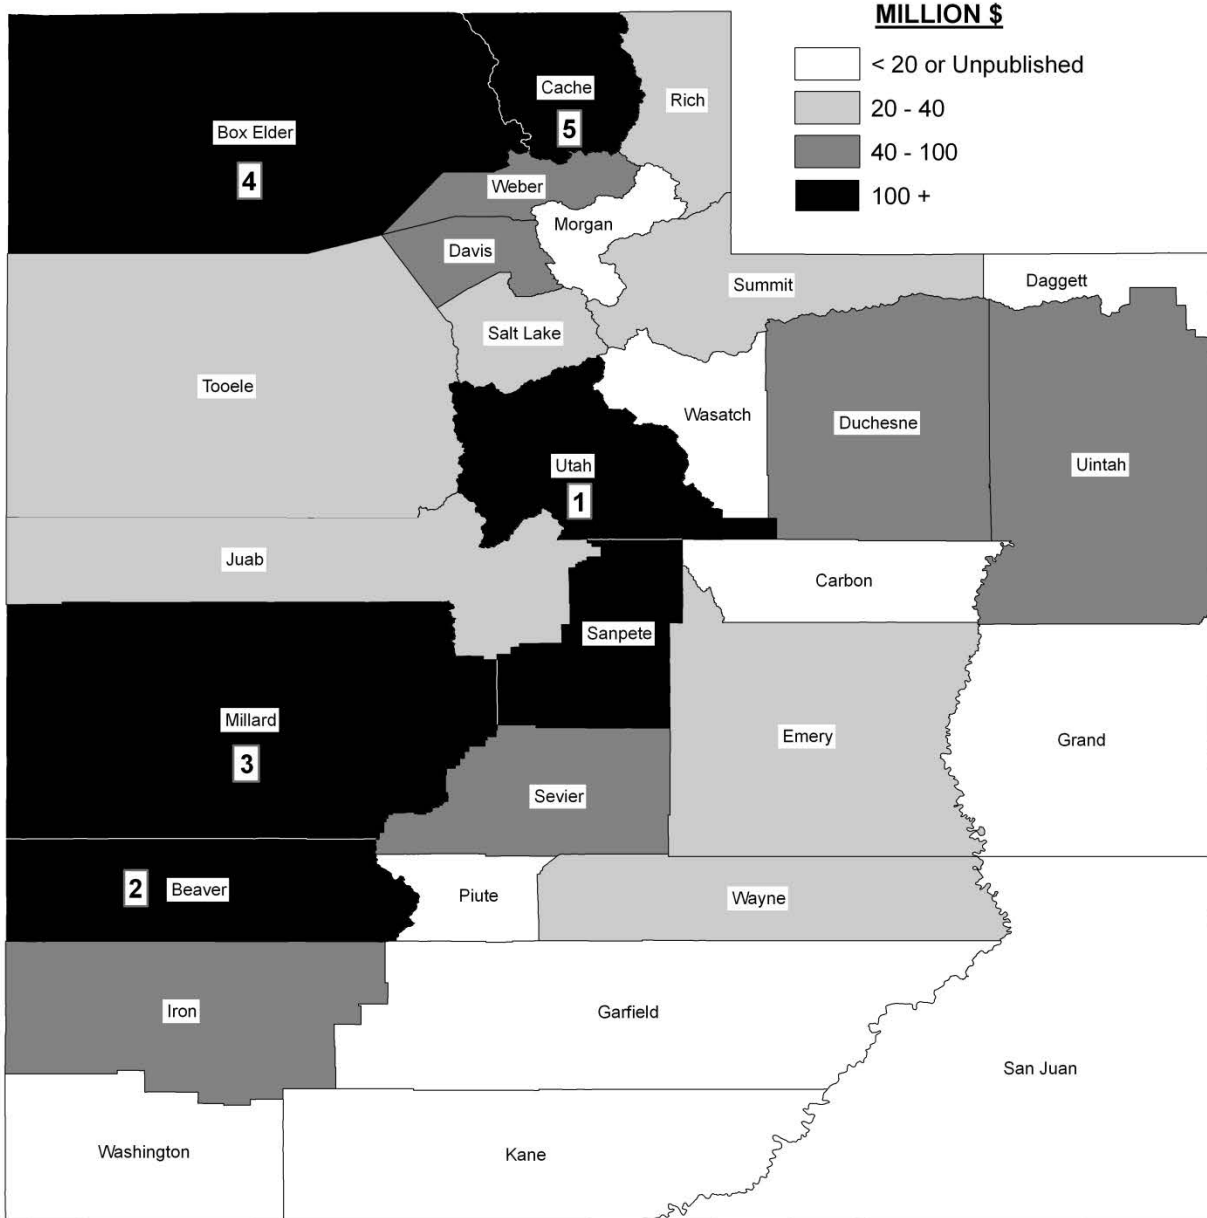 MILLION $
< 20 or Unpublished
20 - 40
40 - 100
100 +
Cache
5
Rich
Box Elder
4
Weber
Morgan
Davis
Summit
Daggett
Salt Lake
Tooele
Wasatch
Duchesne
Uintah
Utah
1
Juab
Carbon
Sanpete
Millard
3
Emery
Grand
Sevier
2 Beaver
Piute
Wayne
Iron
Garfield
San Juan
Washington
Kane